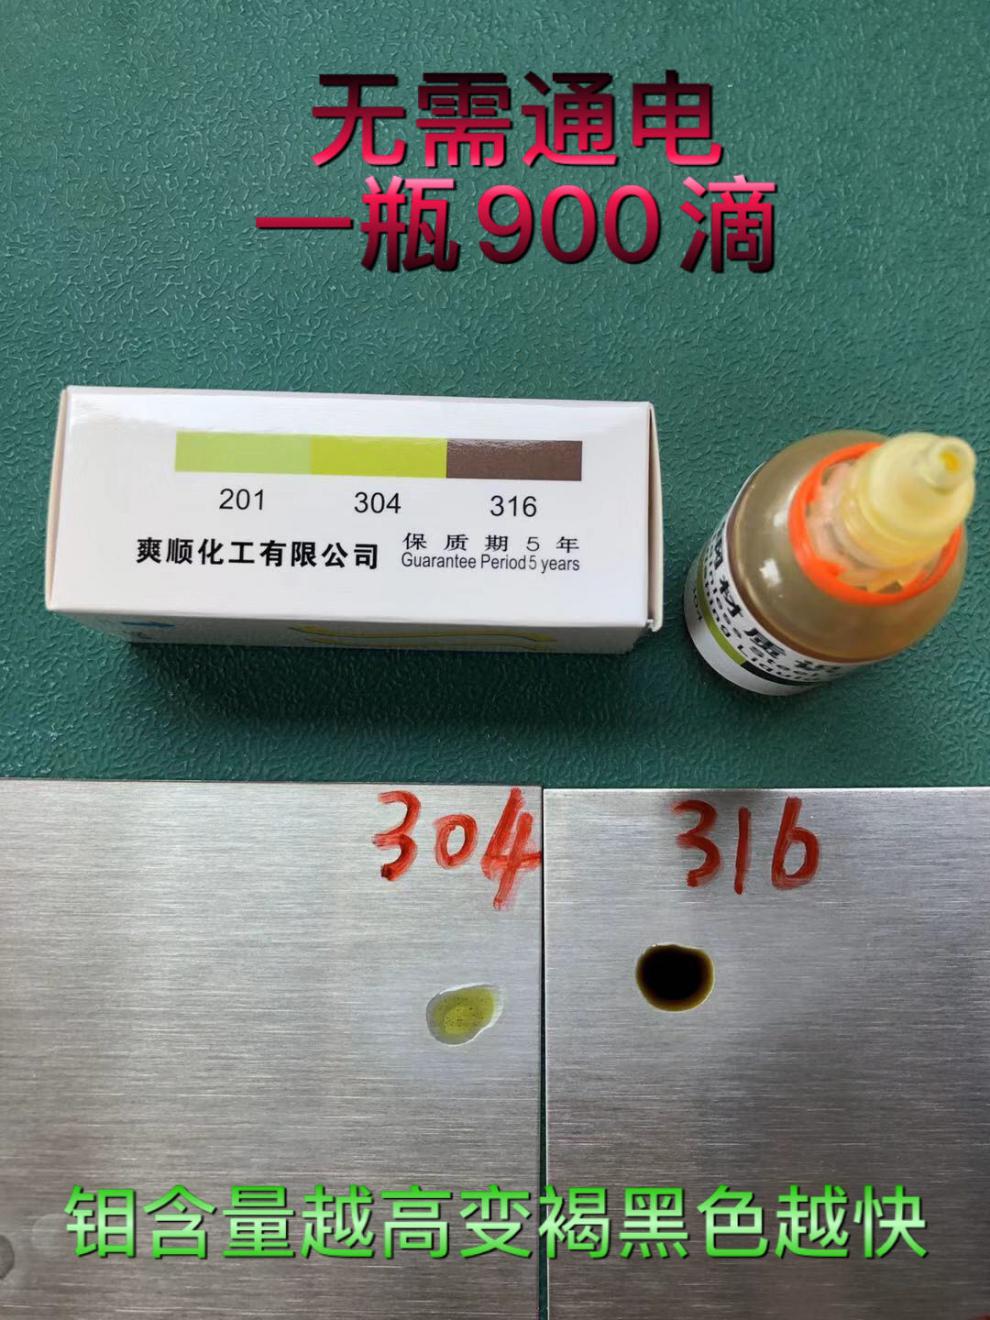 无需通电
一瓶900滴
201 304 316
爽顺化工有限公司
保质期5年
Guarantee Period 5 years
304
316
钼含量越高变褐黑色越快